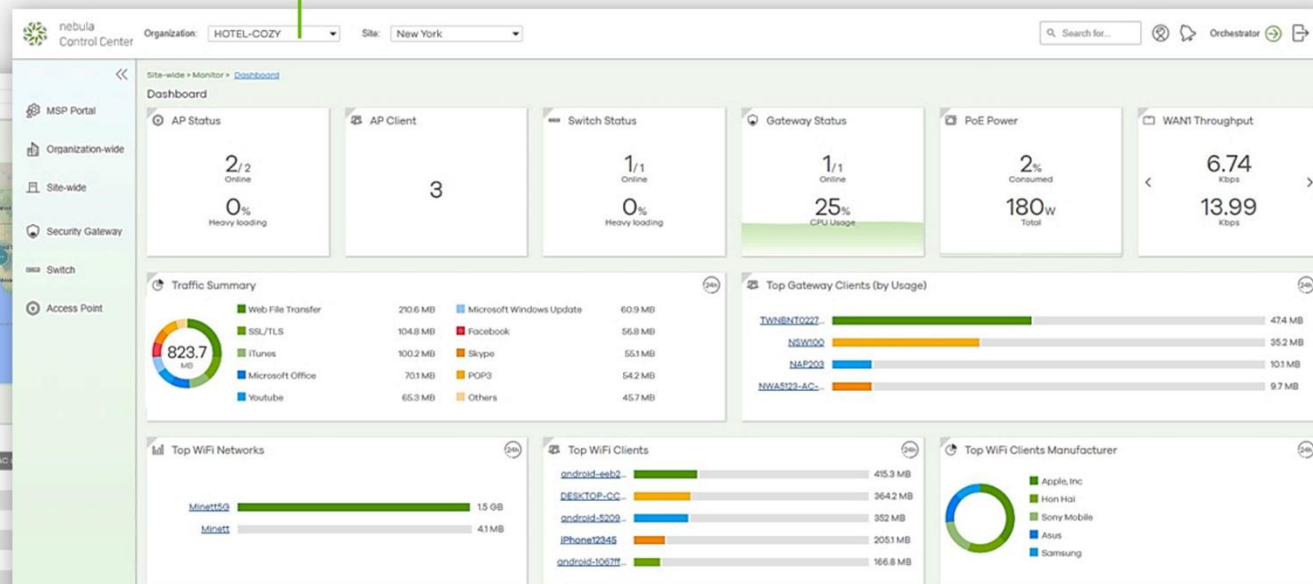 nebula
Control Center
Organization: HOTEL-COZY
Site: New York
Search for...
Orchestrator
MSP Portal
Organization-wide
Site-wide
Security Gateway
Switch
Access Point
Site-wide > Monitor > Dashboard
Dashboard
AP Status
2/2
Online
0%
Heavy loading
AP Client
3
Switch Status
1/1
Online
0%
Heavy loading
Gateway Status
1/1
Online
25%
CPU Usage
PoE Power
2%
Consumed
180W
Total
WAN1 Throughput
6.74
Kbps
13.99
Kbps
Traffic Summary
24h
823.7
MB
Web File Transfer 210.6 MB
SSL/TLS 104.8 MB
iTunes 100.2 MB
Microsoft Office 70.1 MB
Youtube 65.3 MB
Microsoft Windows Update 60.9 MB
Facebook 56.8 MB
Skype 55.1 MB
POP3 54.2 MB
Others 45.7 MB
Top Gateway Clients (by Usage)
24h
TWNBNT0227... 47.4 MB
NSW100 35.2 MB
NAP203 10.1 MB
NWA5123-AC-... 9.7 MB
Top WiFi Networks
24h
Minett5G 1.5 GB
Minett 4.1 MB
Top WiFi Clients
24h
android-eeb2... 415.3 MB
DESKTOP-CC... 364.2 MB
android-5209... 352 MB
iPhone12345 205.1 MB
android-1067ff... 166.8 MB
Top WiFi Clients Manufacturer
24h
Apple, Inc
Hon Hai
Sony Mobile
Asus
Samsung